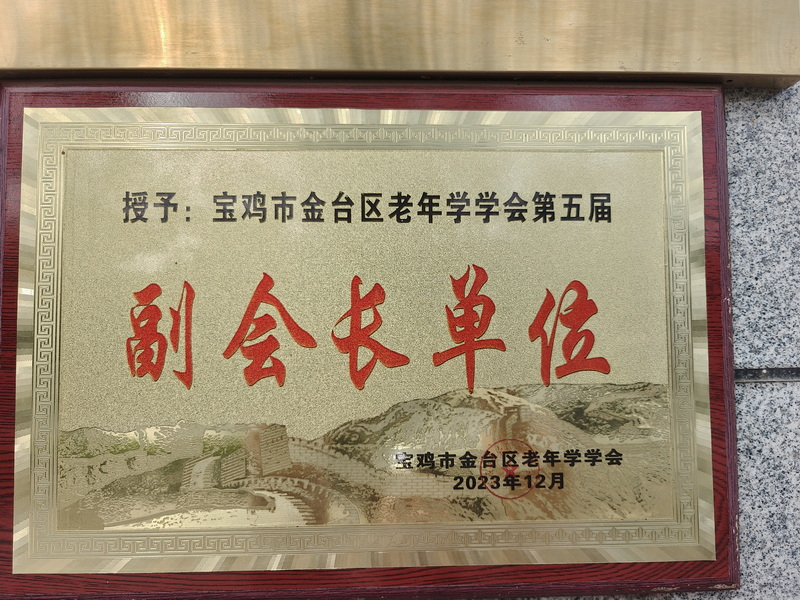 授予：宝鸡市金台区老年学学会第五届
副会长单位
宝鸡市金台区老年学学会
2023年12月